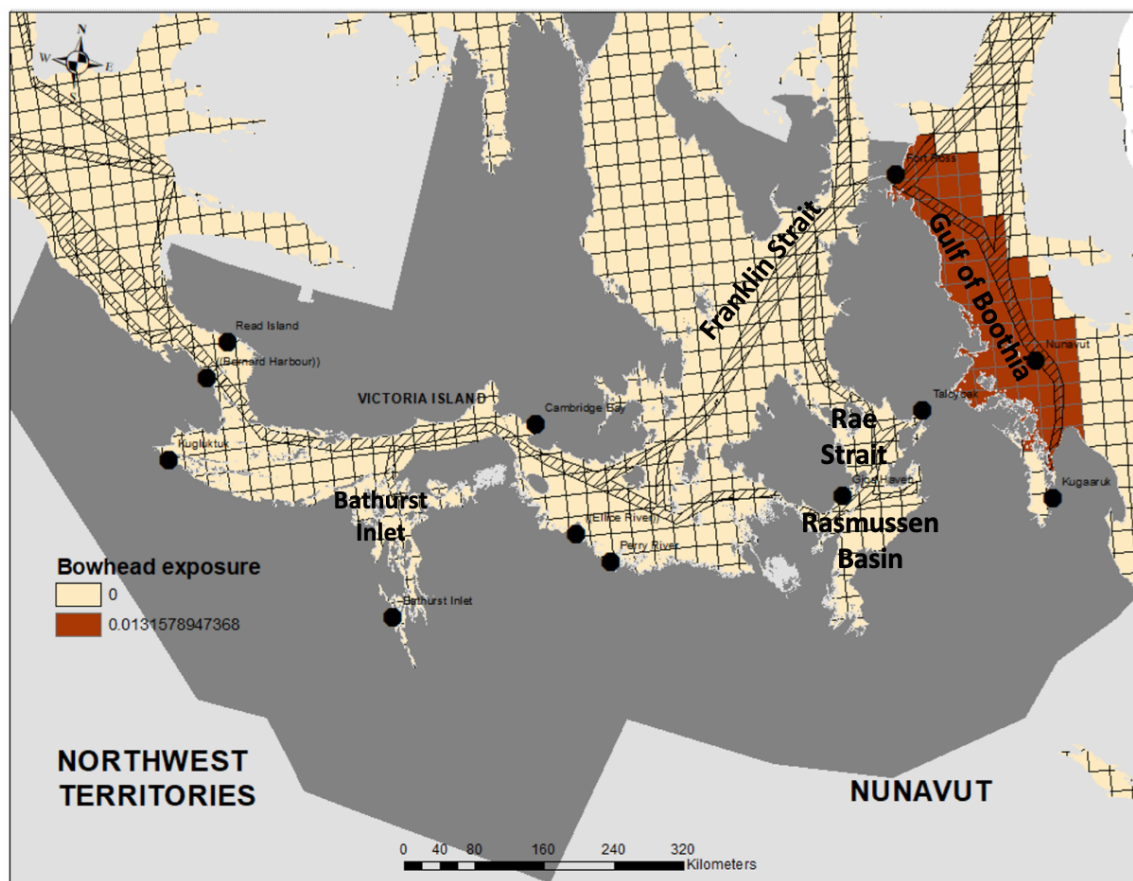 N
W
E
S
Fort Ross
Franklin Strait
Gulf of Boothia
Read Island
((Bernard Harbour))
Nunavut
VICTORIA ISLAND
Cambridge Bay
Taloyoak
Rae
Strait
Kugluktuk
Gjoa Haven
Kugaaruk
Bathurst
Inlet
((Ellice River))
Rasmussen
Basin
Perry River
Bowhead exposure
0
0.0131578947368
Bathurst Inlet
NORTHWEST
TERRITORIES
NUNAVUT
0 40 80 160 240 320
Kilometers